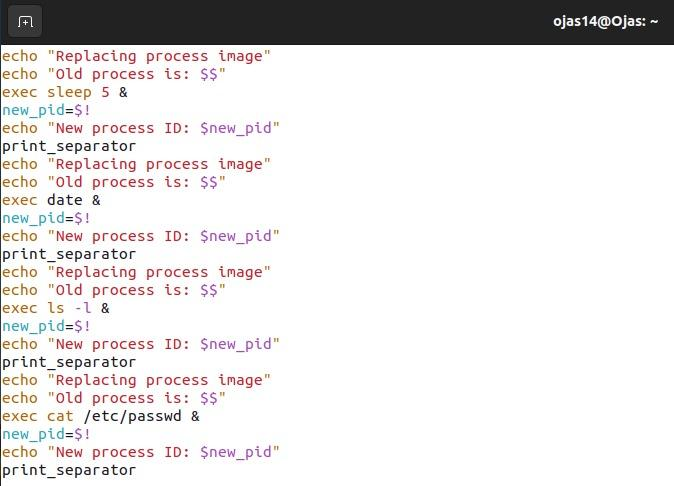 ojas14@Ojas: ~
echo "Replacing process image"
echo "Old process is: $$"
exec sleep 5 &
new_pid=$!
echo "New process ID: $new_pid"
print_separator
echo "Replacing process image"
echo "Old process is: $$"
exec date &
new_pid=$!
echo "New process ID: $new_pid"
print_separator
echo "Replacing process image"
echo "Old process is: $$"
exec ls -l &
new_pid=$!
echo "New process ID: $new_pid"
print_separator
echo "Replacing process image"
echo "Old process is: $$"
exec cat /etc/passwd &
new_pid=$!
echo "New process ID: $new_pid"
print_separator